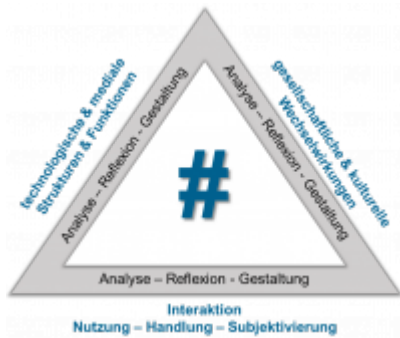 technologische & mediale
Strukturen & Funktionen
Analyse – Reflexion - Gestaltung
gesellschaftliche & kulturelle
Wechselwirkungen
Analyse – Reflexion - Gestaltung
#
Analyse – Reflexion - Gestaltung
Interaktion
Nutzung – Handlung – Subjektivierung